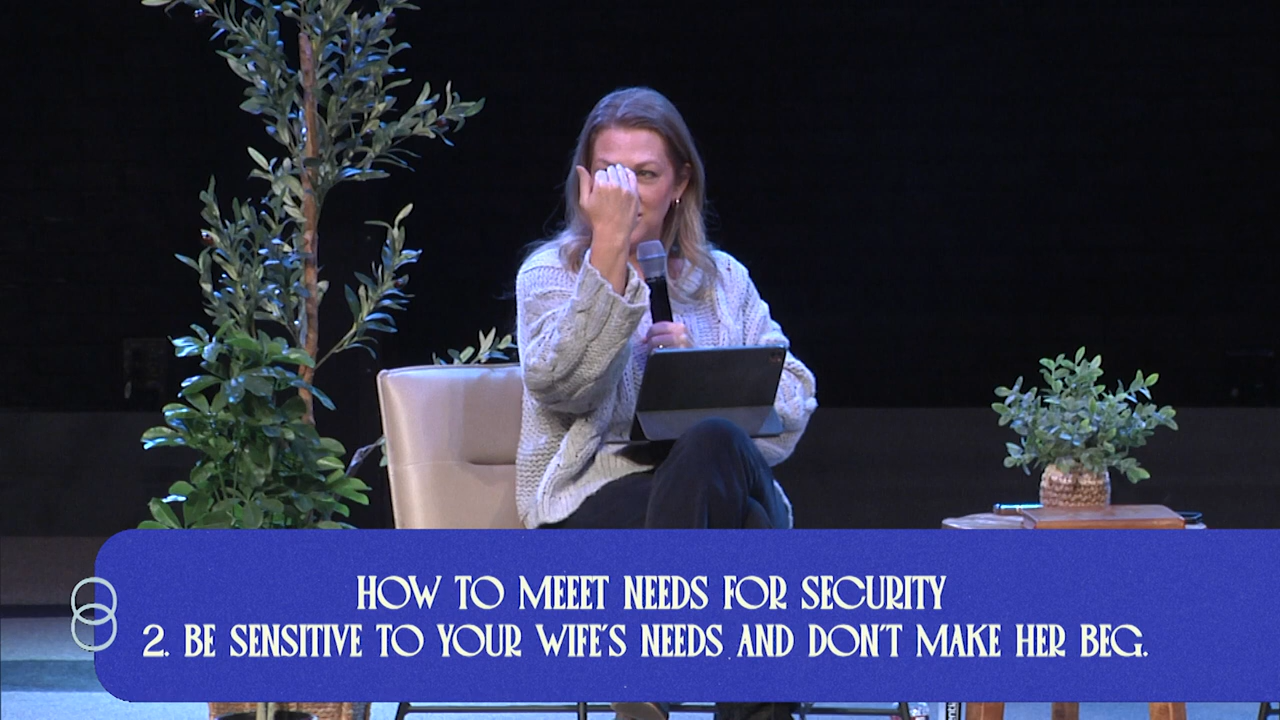 HOW TO MEEET NEEDS FOR SECURITY
2. BE SENSITIVE TO YOUR WIFE'S NEEDS AND DON'T MAKE HER BEG.